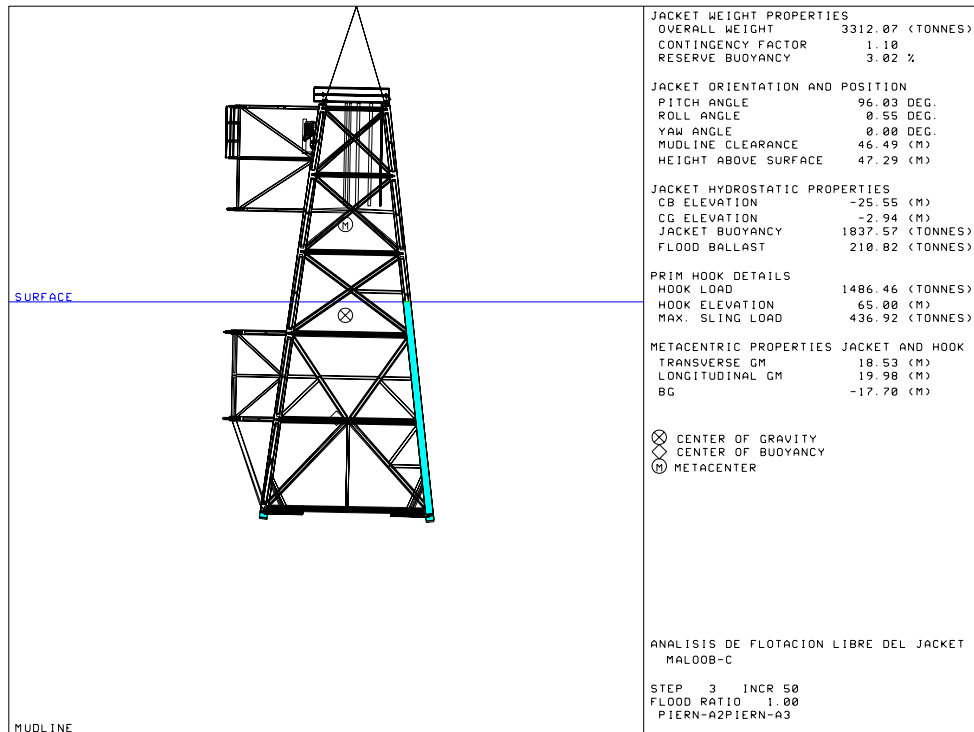 JACKET WEIGHT PROPERTIES
OVERALL WEIGHT 3312.07 (TONNES)
CONTINGENCY FACTOR 1.10
RESERVE BUOYANCY 3.02 %
JACKET ORIENTATION AND POSITION
PITCH ANGLE 96.03 DEG.
ROLL ANGLE 0.55 DEG.
YAW ANGLE 0.00 DEG.
MUDLINE CLEARANCE 46.49 (M)
HEIGHT ABOVE SURFACE 47.29 (M)
JACKET HYDROSTATIC PROPERTIES
CB ELEVATION -25.55 (M)
CG ELEVATION -2.94 (M)
JACKET BUOYANCY 1837.57 (TONNES)
FLOOD BALLAST 210.82 (TONNES)
PRIM HOOK DETAILS
HOOK LOAD 1486.46 (TONNES)
HOOK ELEVATION 65.00 (M)
MAX. SLING LOAD 436.92 (TONNES)
METACENTRIC PROPERTIES JACKET AND HOOK
TRANSVERSE GM 18.53 (M)
LONGITUDINAL GM 19.98 (M)
BG -17.70 (M)
CENTER OF GRAVITY
CENTER OF BUOYANCY
M METACENTER
M
SURFACE
ANALISIS DE FLOTACION LIBRE DEL JACKET
MALOOB-C
STEP 3 INCR 50
FLOOD RATIO 1.00
PIERN-A2PIERN-A3
MUDLINE